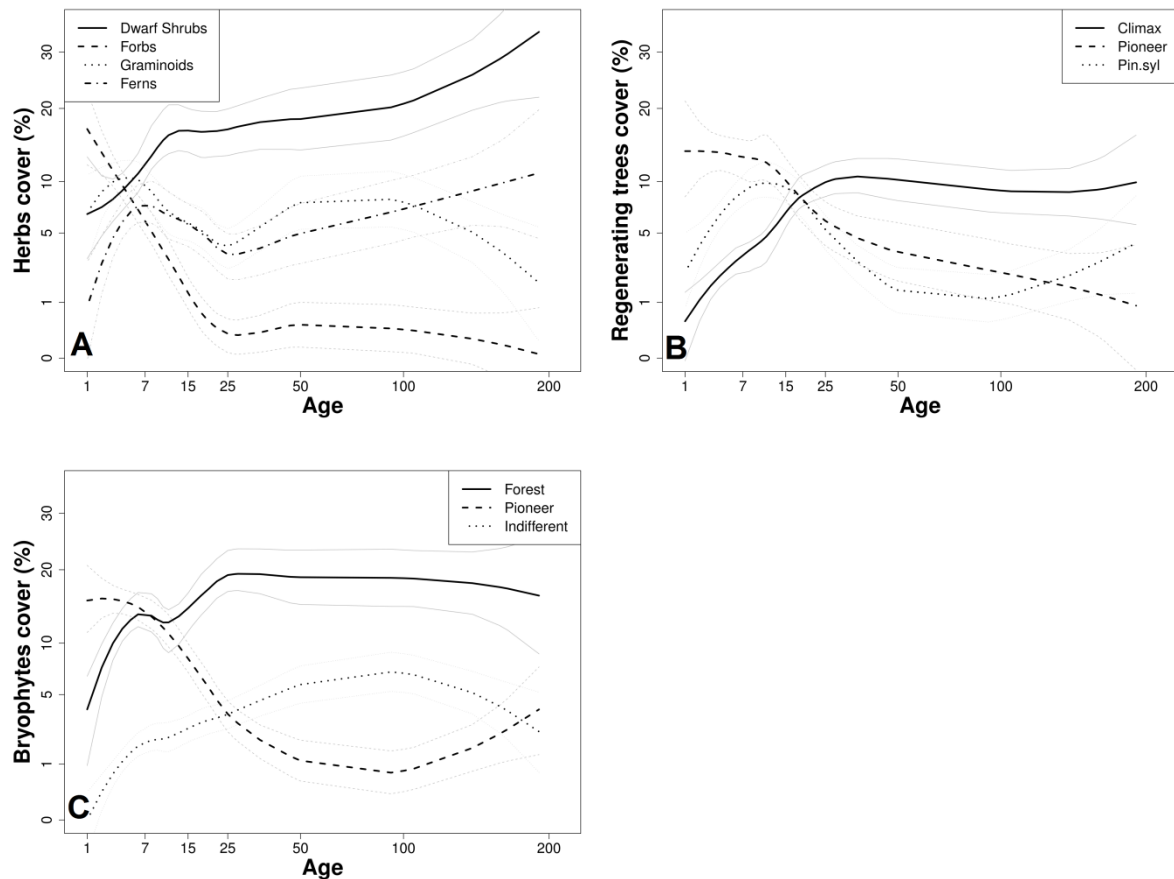 Dwarf Shrubs
Forbs
Graminoids
Ferns
Herbs cover (%)
30
20
10
5
1
0
A
1 7 15 25 50 100 200
Age
Climax
Pioneer
Pin.syl
Regenerating trees cover (%)
30
20
10
5
1
0
B
1 7 15 25 50 100 200
Age
Forest
Pioneer
Indifferent
Bryophytes cover (%)
30
20
10
5
1
0
C
1 7 15 25 50 100 200
Age